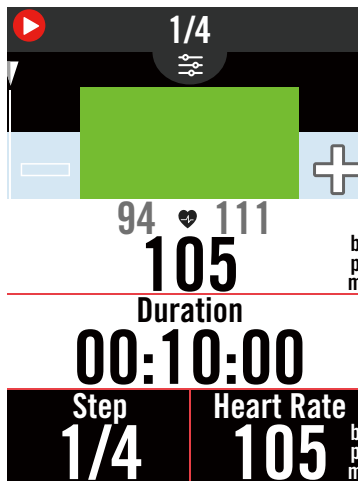 1/4
94 111
105
b
p
m
Duration
00:10:00
Step Heart Rate
1/4 105
b
p
m